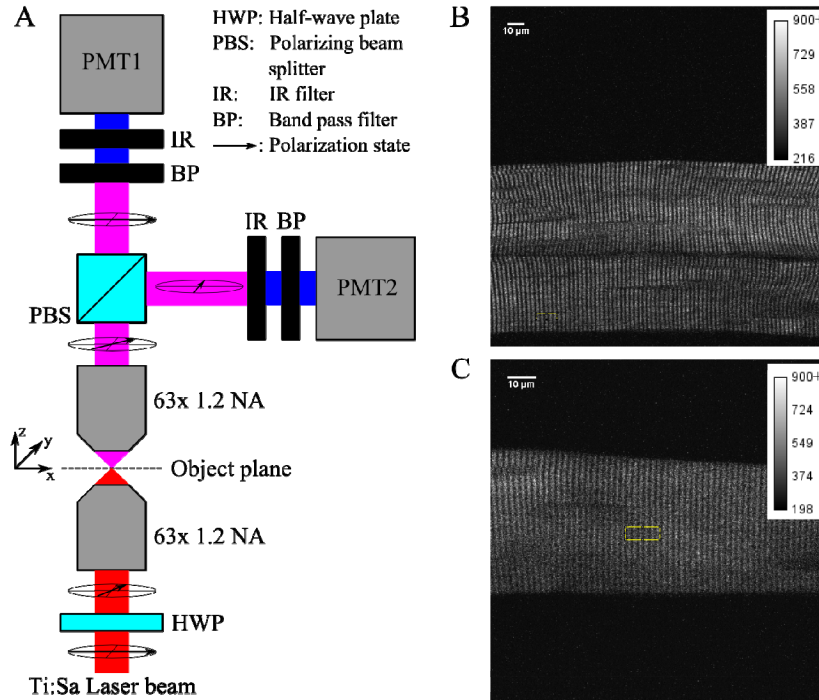 A
PMT1
HWP: Half-wave plate
PBS: Polarizing beam
splitter
IR: IR filter
BP: Band pass filter
: Polarization state
IR
BP
IR BP
PMT2
PBS
63x 1.2 NA
z
y
x
Object plane
63x 1.2 NA
HWP
Ti:Sa Laser beam
B
10 µm
900+
729
558
387
216
C
10 µm
900+
724
549
374
198